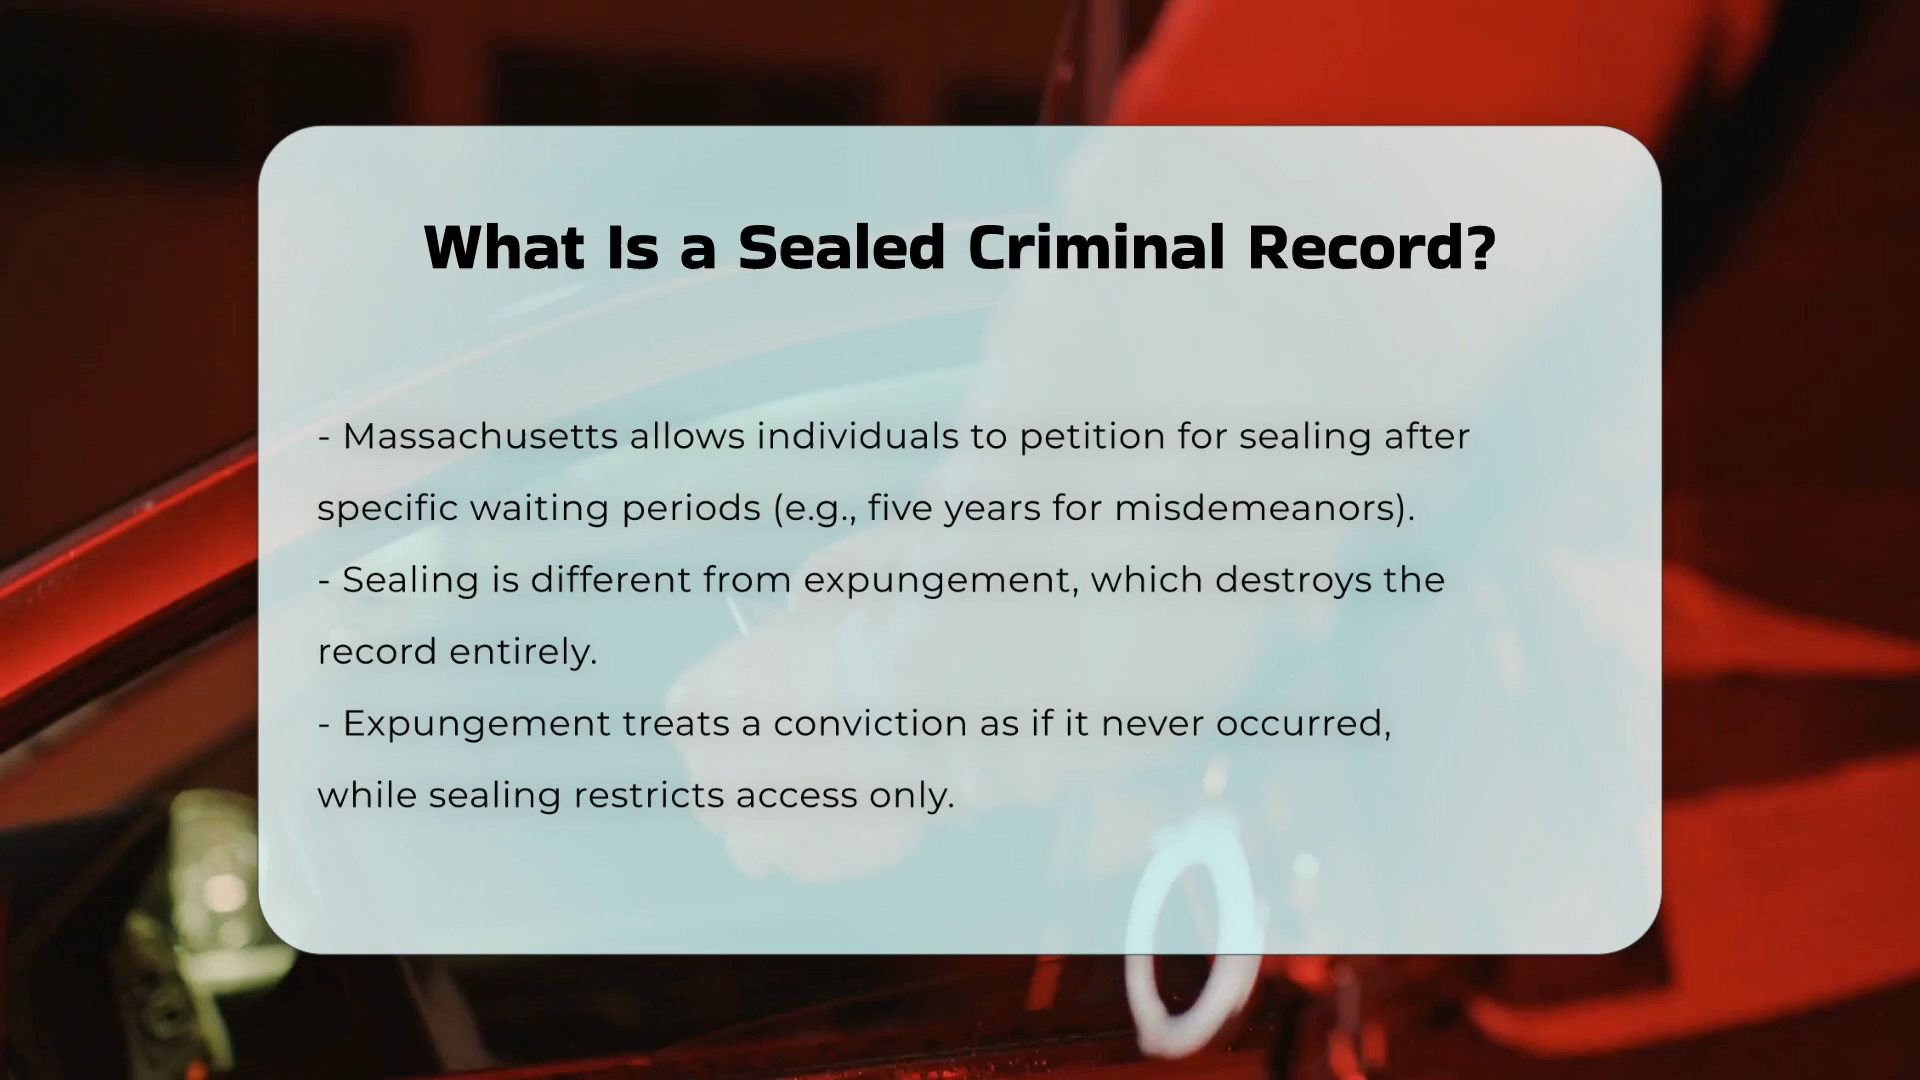 What Is a Sealed Criminal Record?
- Massachusetts allows individuals to petition for sealing after
specific waiting periods (e.g., five years for misdemeanors).
- Sealing is different from expungement, which destroys the
record entirely.
- Expungement treats a conviction as if it never occurred,
while sealing restricts access only.